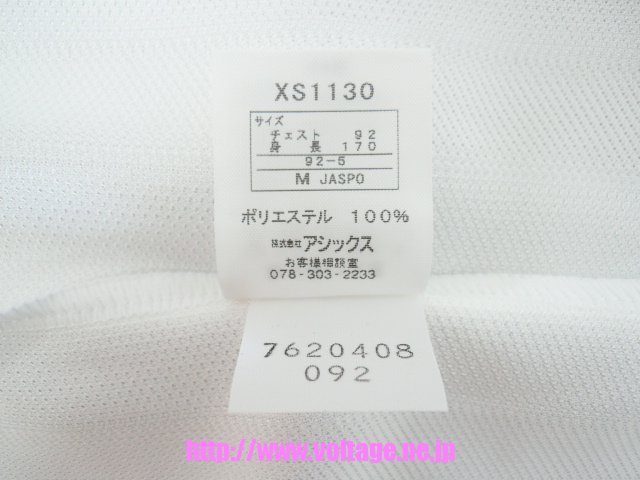 XS1130
サイズ
チェスト 92
身長 170
92-5
M JASPO
ポリエステル 100%
株式会社アシックス
お客様相談室
078-303-2233
7620408
092
http://www.voltage.ne.jp